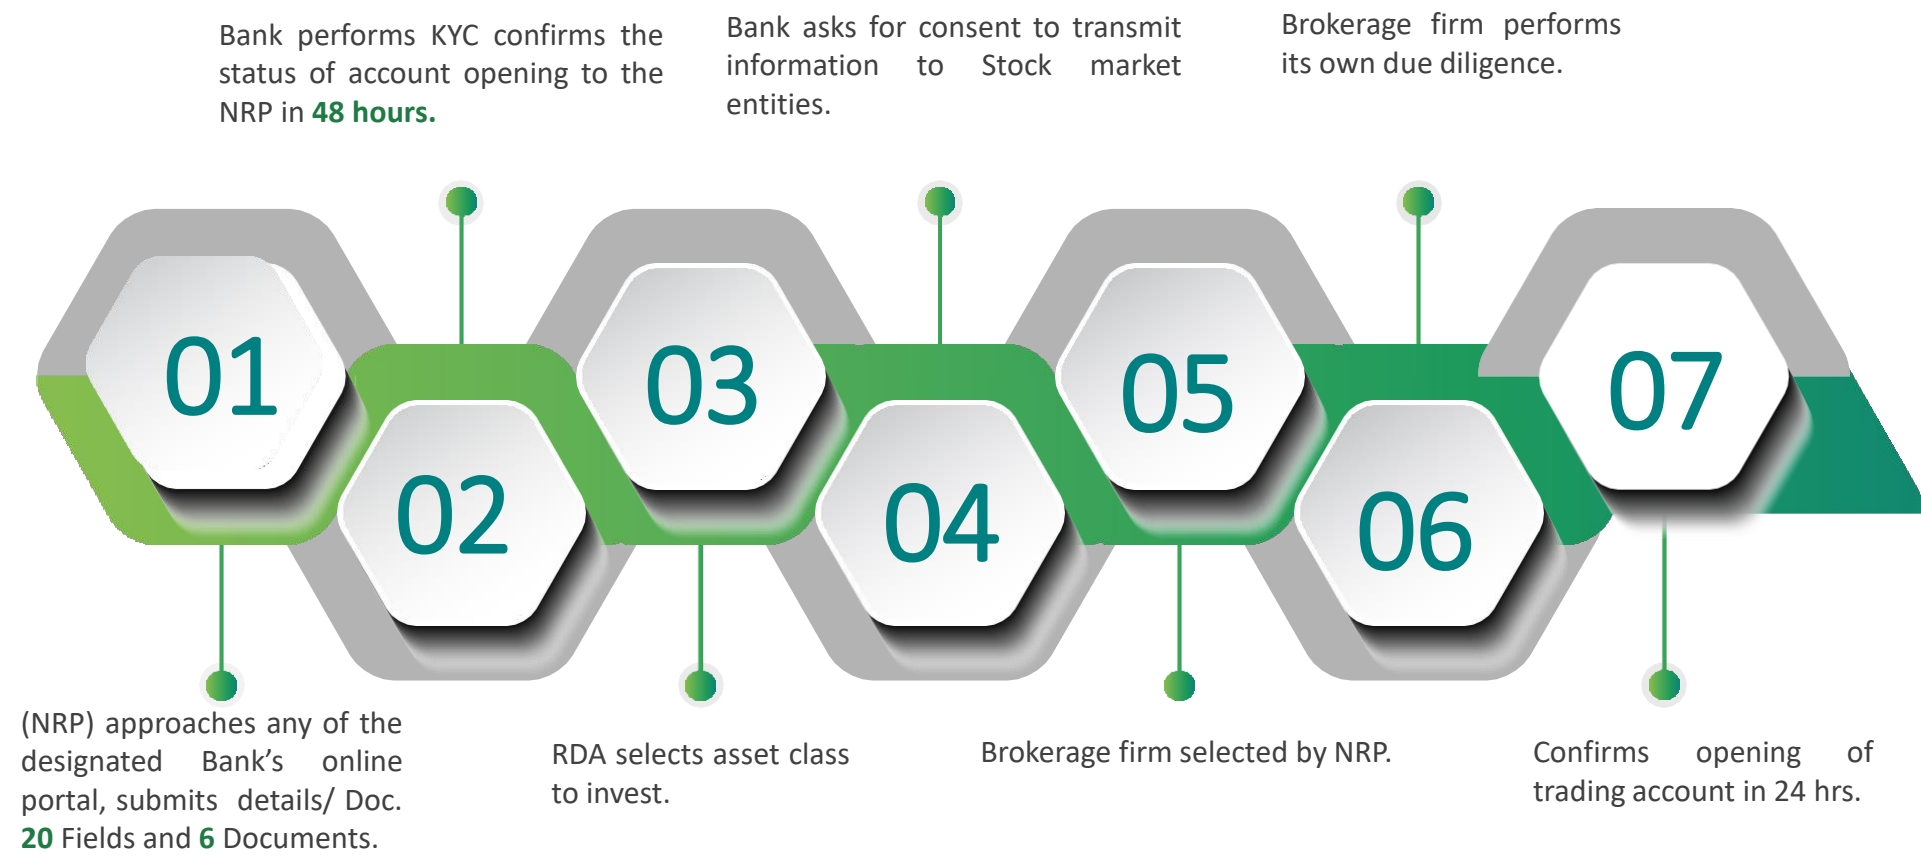 Bank performs KYC confirms the
status of account opening to the
NRP in 48 hours.
Bank asks for consent to transmit
information to Stock market
entities.
Brokerage firm performs
its own due diligence.
01
02
03
04
05
06
07
(NRP) approaches any of the
designated Bank’s online
portal, submits details/ Doc.
20 Fields and 6 Documents.
RDA selects asset class
to invest.
Brokerage firm selected by NRP.
Confirms opening of
trading account in 24 hrs.